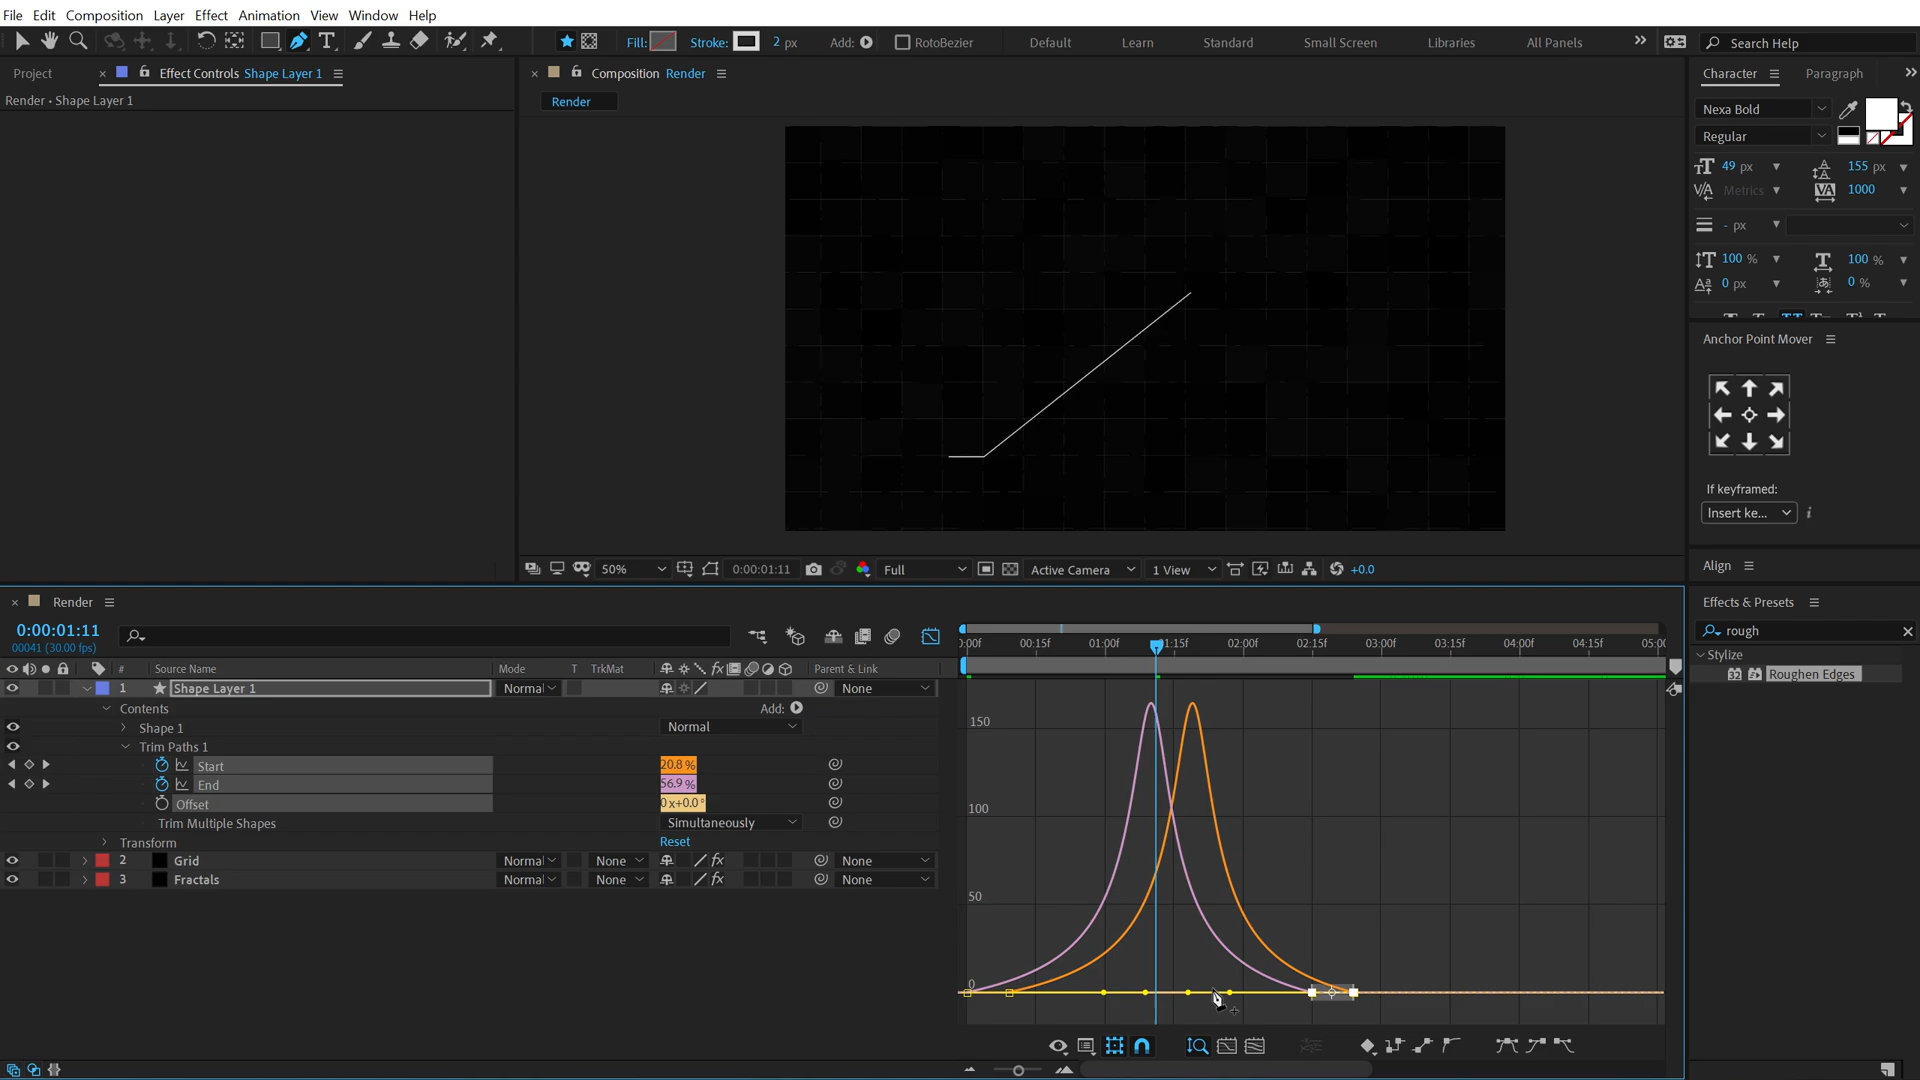 File Edit Composition Layer Effect Animation View Window Help
Fill: Stroke: 2 px Add: RotoBezier Default Learn Standard Small Screen Libraries All Panels Search Help
Project Effect Controls Shape Layer 1 Composition Render Character Paragraph
Render • Shape Layer 1
Render
Nexa Bold
Regular
49 px 155 px
Metrics 1000
- px
100 % 100 %
0 px 0 %
Anchor Point Mover
If keyframed:
Insert ke...
50% 0:00:01:11 Full Active Camera 1 View +0.0
Align
Render
Effects & Presets
0:00:01:11
00041 (30.00 fps)
rough
0:00f 00:15f 01:00f 01:15f 02:00f 02:15f 03:00f 03:15f 04:00f 04:15f 05:00
Stylize
# Source Name Mode T TrkMat Parent & Link
32 Roughen Edges
1 Shape Layer 1 Normal None
Contents Add:
Shape 1 Normal
Trim Paths 1
Start 20.8 %
End 56.9 %
Offset 0 x+0.0°
Trim Multiple Shapes Simultaneously
Transform Reset
2 Grid Normal None None
3 Fractals Normal None None
150
100
50
0